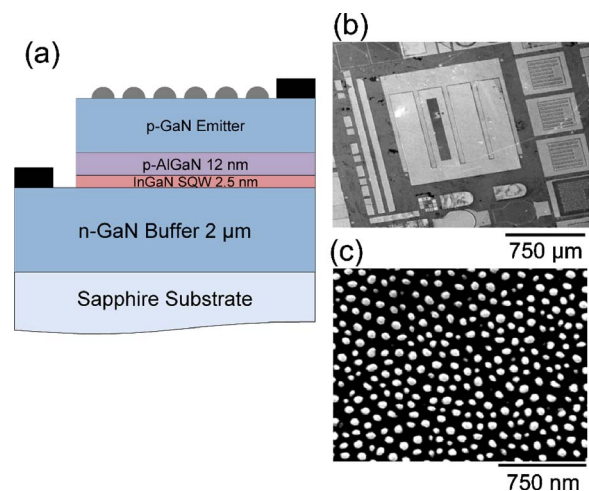 (a)
p-GaN Emitter
p-AlGaN 12 nm
InGaN SQW 2.5 nm
n-GaN Buffer 2 μm
Sapphire Substrate
(b)
750 μm
(c)
750 nm